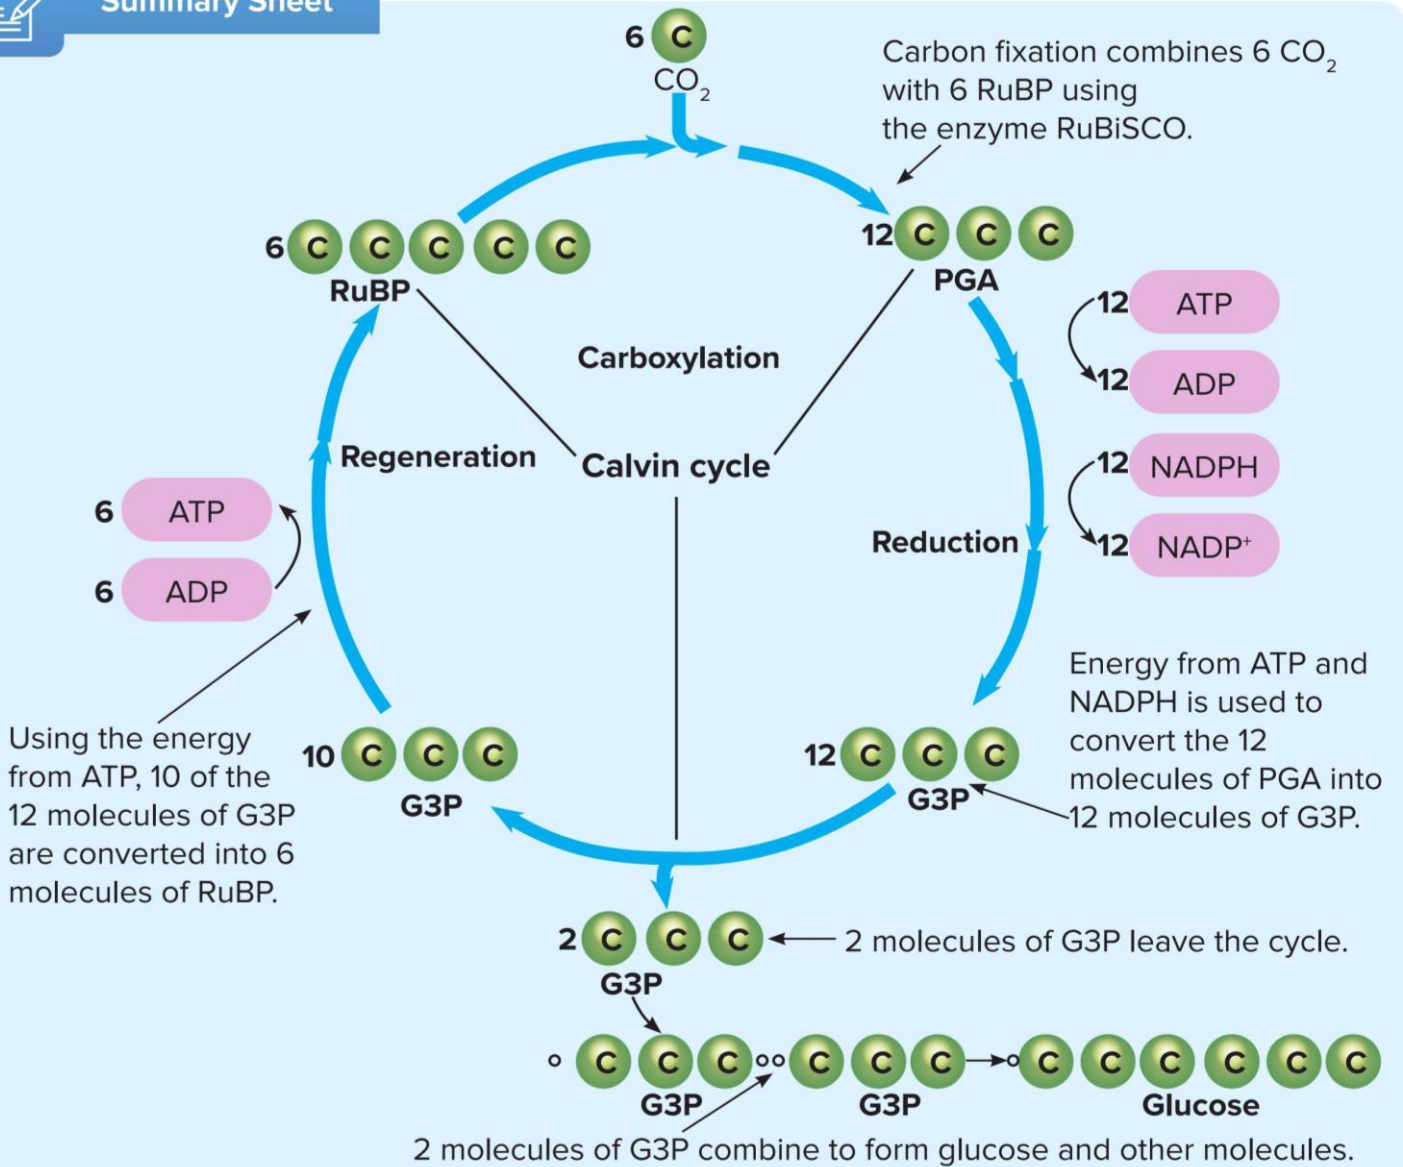 Summary Sheet
6 C
CO₂
Carbon fixation combines 6 CO₂
with 6 RuBP using
the enzyme RuBiSCO.
6 C C C C C
RuBP
12 C C C
PGA
12 ATP
12 ADP
12 NADPH
12 NADP⁺
Carboxylation
Regeneration
Calvin cycle
Reduction
6 ATP
6 ADP
Using the energy
from ATP, 10 of the
12 molecules of G3P
are converted into 6
molecules of RuBP.
10 C C C
G3P
12 C C C
G3P
Energy from ATP and
NADPH is used to
convert the 12
molecules of PGA into
12 molecules of G3P.
2 C C C
G3P
2 molecules of G3P leave the cycle.
C C C
G3P
C C C
G3P
C C C C C C
Glucose
2 molecules of G3P combine to form glucose and other molecules.